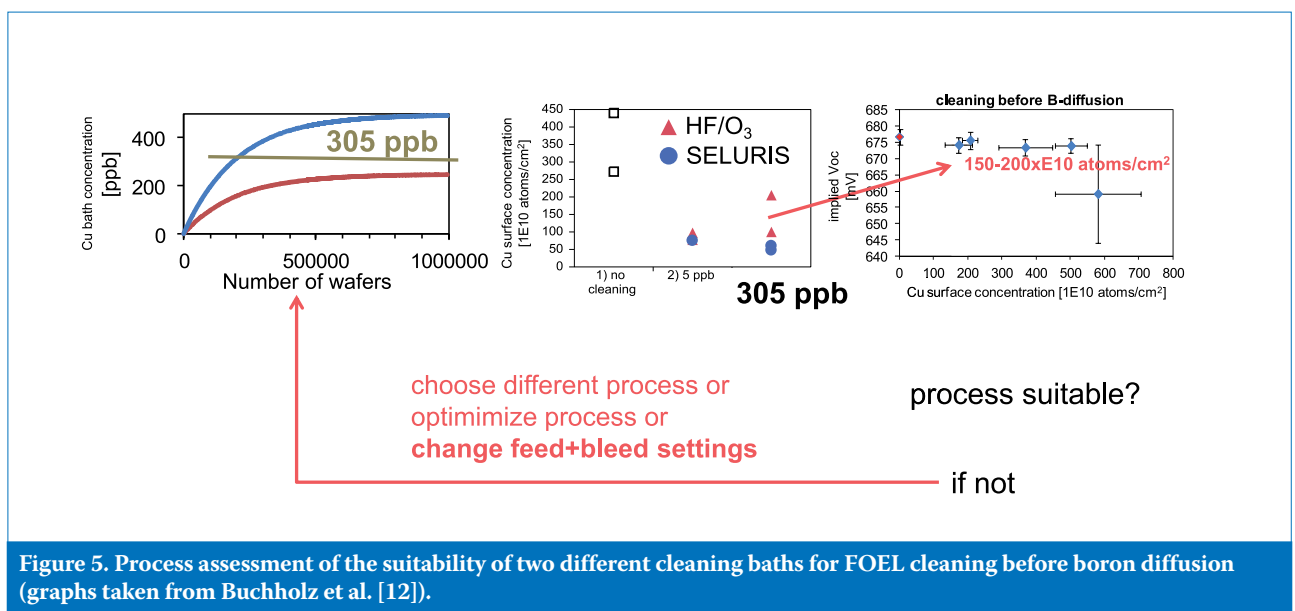 Cu bath concentration
[ppb]
400
200
0
305 ppb
0
500000
1000000
Number of wafers
Cu surface concentration
[1E10 atoms/cm²]
450
400
350
300
250
200
150
100
50
0
HF/O₃
SELURIS
1) no
cleaning
2) 5 ppb
305 ppb
cleaning before B-diffusion
implied Voc
[mV]
685
680
675
670
665
660
655
650
645
640
150-200xE10 atoms/cm²
0 100 200 300 400 500 600 700 800
Cu surface concentration [1E10 atoms/cm²]
choose different process or
optimimize process or
change feed+bleed settings
process suitable?
if not
Figure 5. Process assessment of the suitability of two different cleaning baths for FOEL cleaning before boron diffusion
(graphs taken from Buchholz et al. [12]).